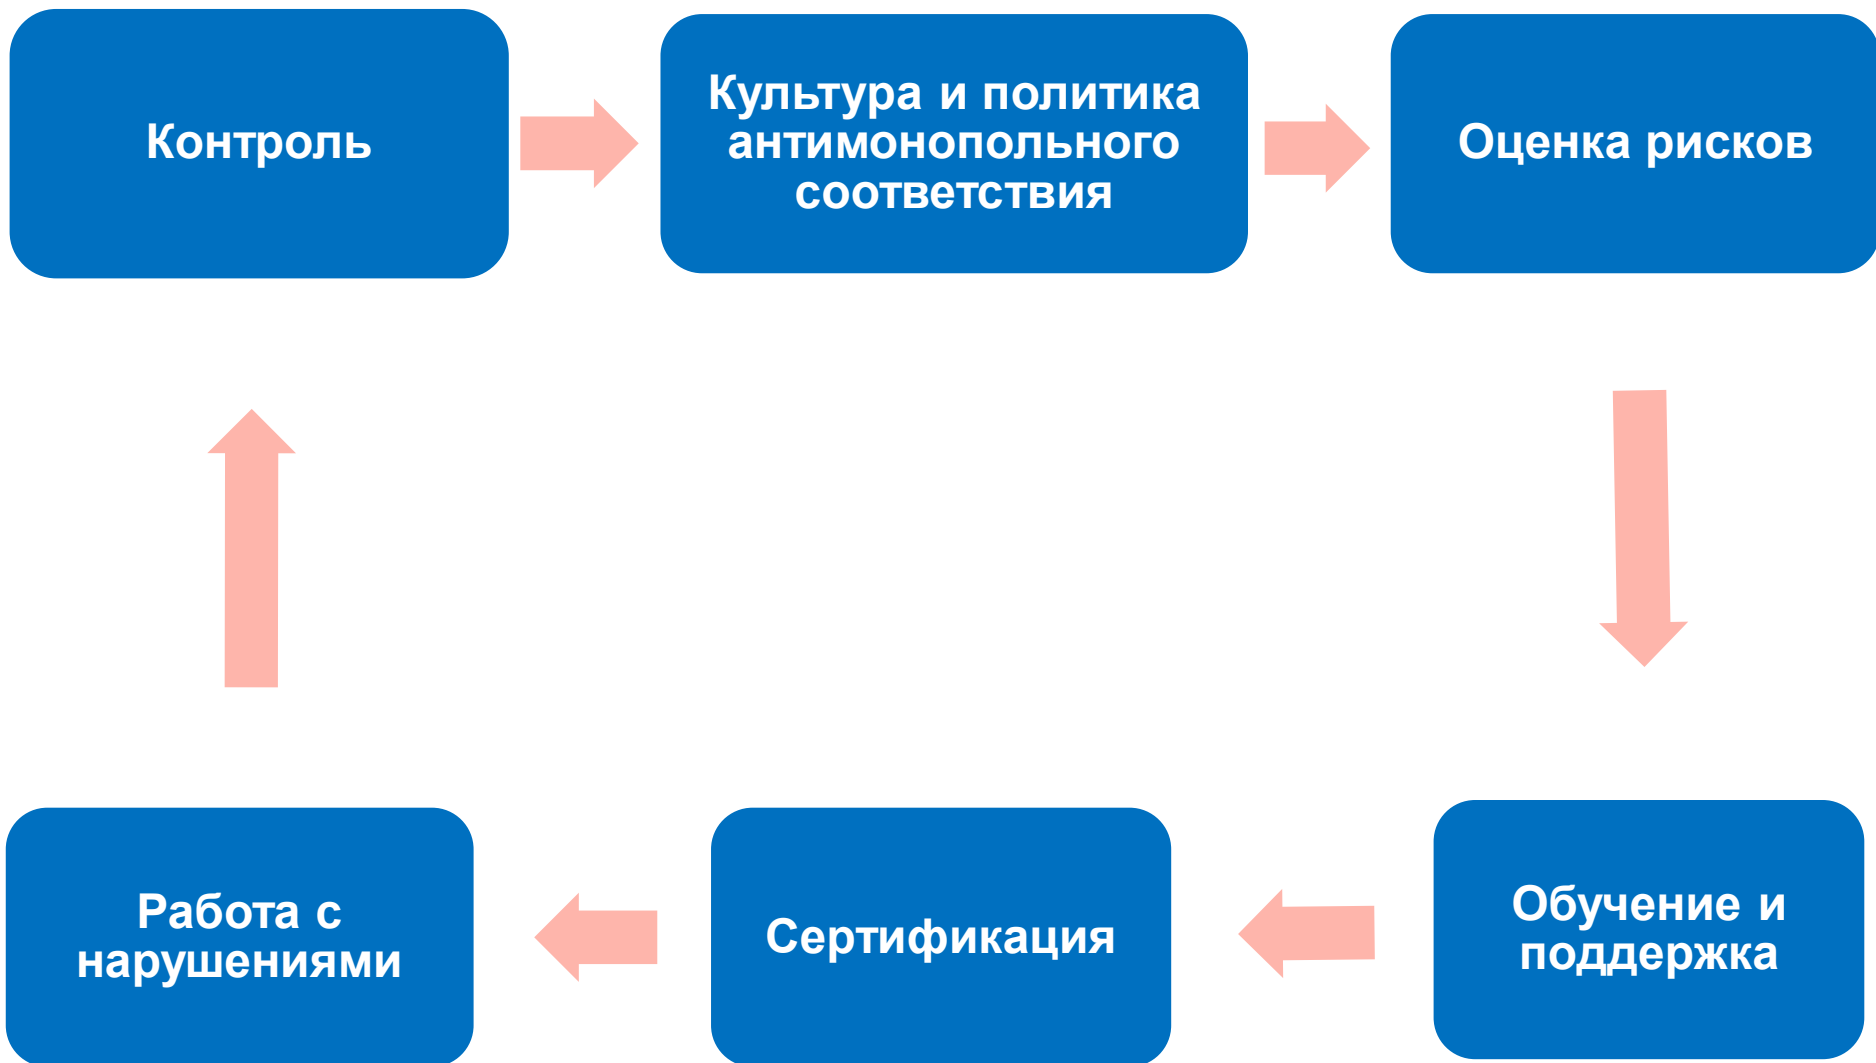 Контроль
Культура и политика
антимонопольного
соответствия
Оценка рисков
Работа с
нарушениями
Сертификация
Обучение и
поддержка